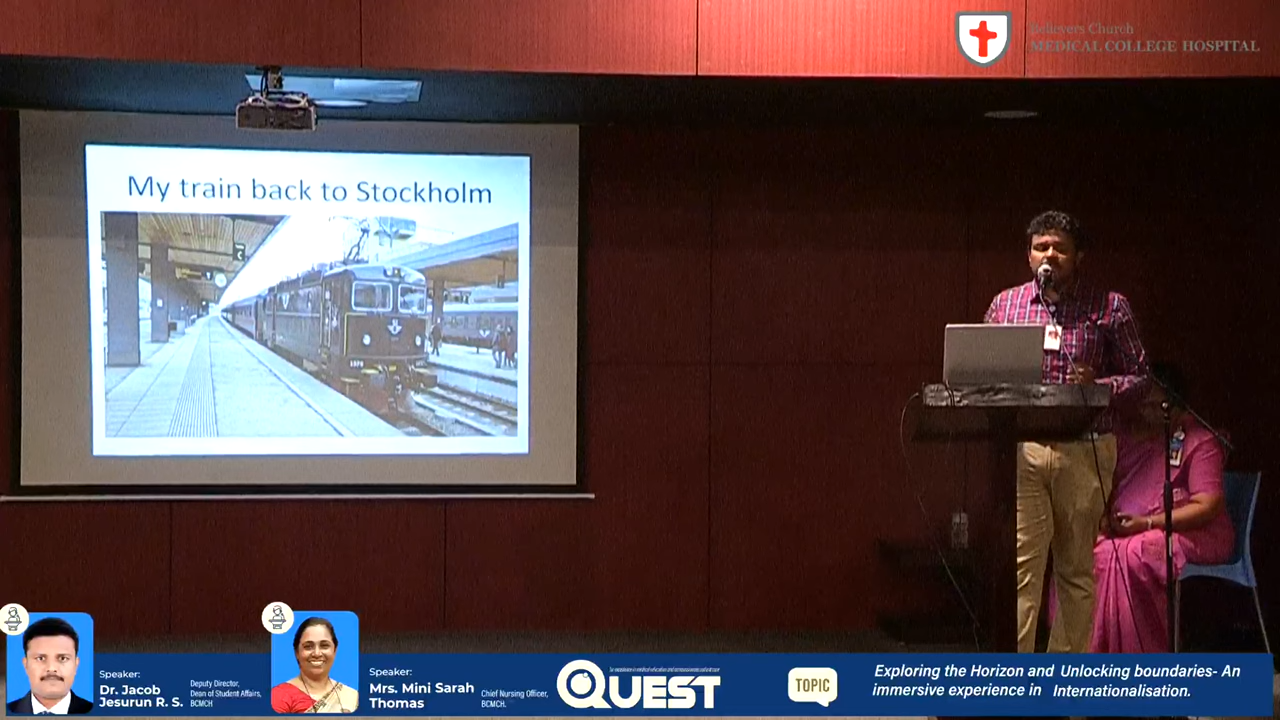 Believers Church
MEDICAL COLLEGE HOSPITAL
My train back to Stockholm
Speaker:
Dr. Jacob
Jesurun R. S.
Deputy Director,
Dean of Student Affairs,
BCMCH
Speaker:
Mrs. Mini Sarah
Thomas
Chief Nursing Officer,
BCMCH.
QUEST
TOPIC
Exploring the Horizon and Unlocking boundaries- An
immersive experience in Internationalisation.